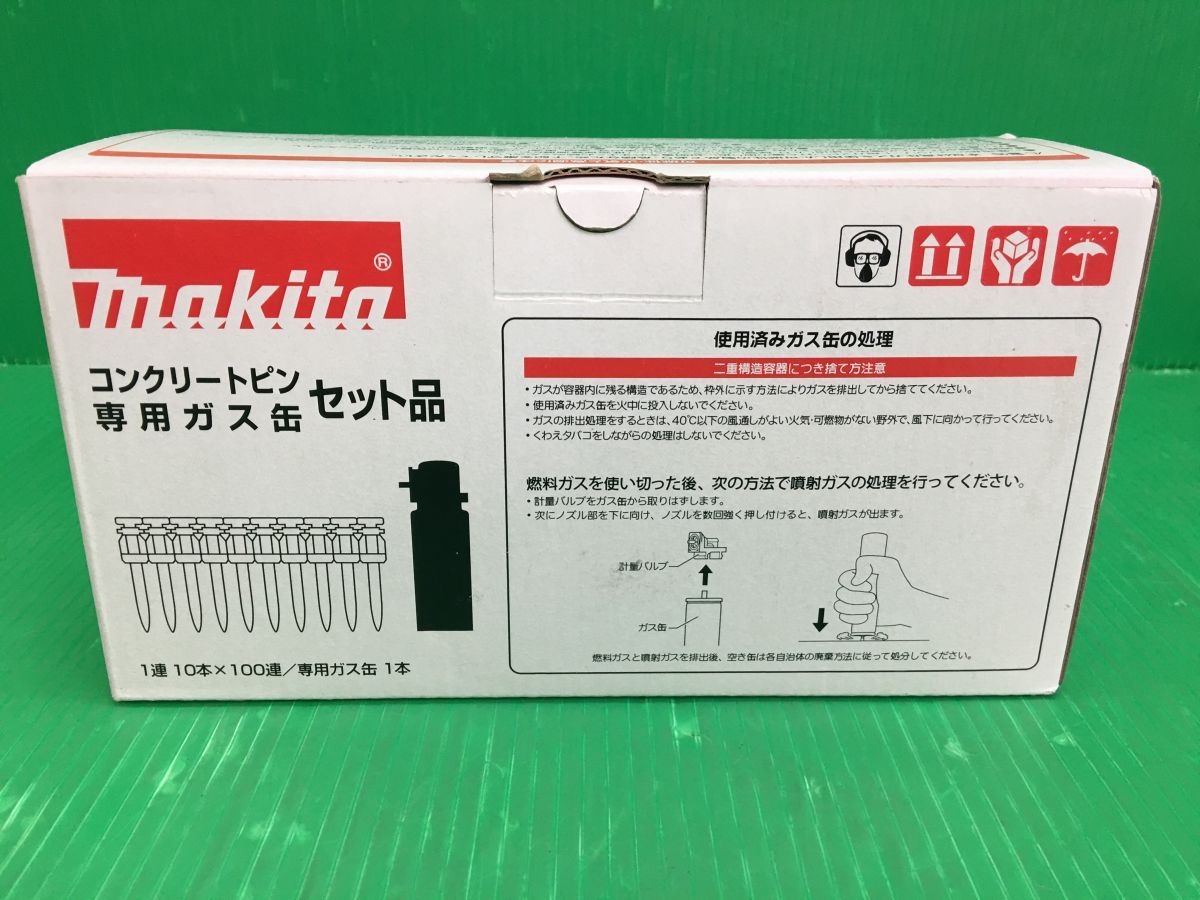 makita®
コンクリートピン
専用ガス缶 セット品
1連 10本×100連/専用ガス缶 1本
使用済みガス缶の処理
二重構造容器につき捨て方注意
・ガスが容器内に残る構造であるため、枠外に示す方法によりガスを排出してから捨ててください。
・使用済みガス缶を火中に投入しないでください。
・ガスの排出処理をするときは、40℃以下の風通しがよい火気・可燃物がない野外で、風下に向かって行ってください。
・くわえタバコをしながらの処理はしないでください。
燃料ガスを使い切った後、次の方法で噴射ガスの処理を行ってください。
・計量バルブをガス缶から取りはずします。
・次にノズル部を下に向け、ノズルを数回強く押し付けると、噴射ガスが出ます。
計量バルブ
ガス缶
燃料ガスと噴射ガスを排出後、空き缶は各自治体の廃棄方法に従って処分してください。